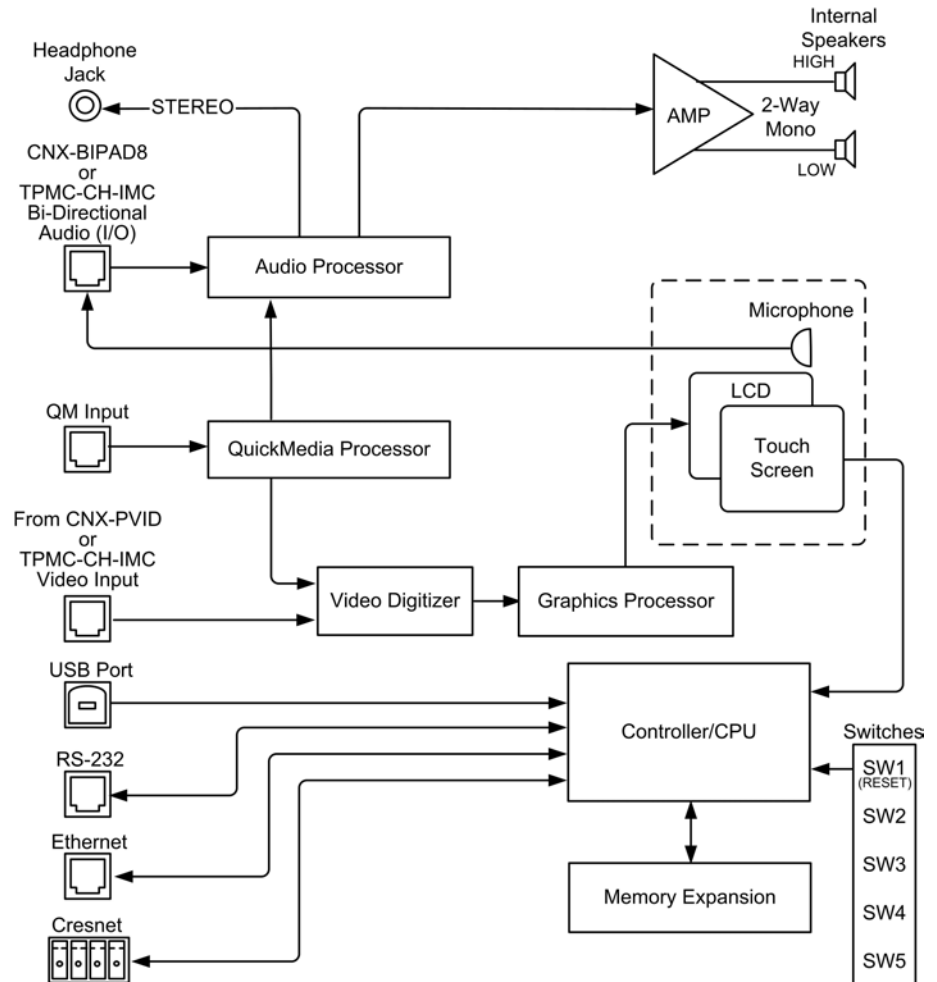 Headphone
Jack
STEREO
Internal
Speakers
HIGH
AMP
2-Way
Mono
LOW
CNX-BIPAD8
or
TPMC-CH-IMC
Bi-Directional
Audio (I/O)
Audio Processor
Microphone
LCD
Touch
Screen
QM Input
QuickMedia Processor
From CNX-PVID
or
TPMC-CH-IMC
Video Input
Video Digitizer
Graphics Processor
USB Port
Controller/CPU
RS-232
Ethernet
Cresnet
Memory Expansion
Switches
SW1
(RESET)
SW2
SW3
SW4
SW5